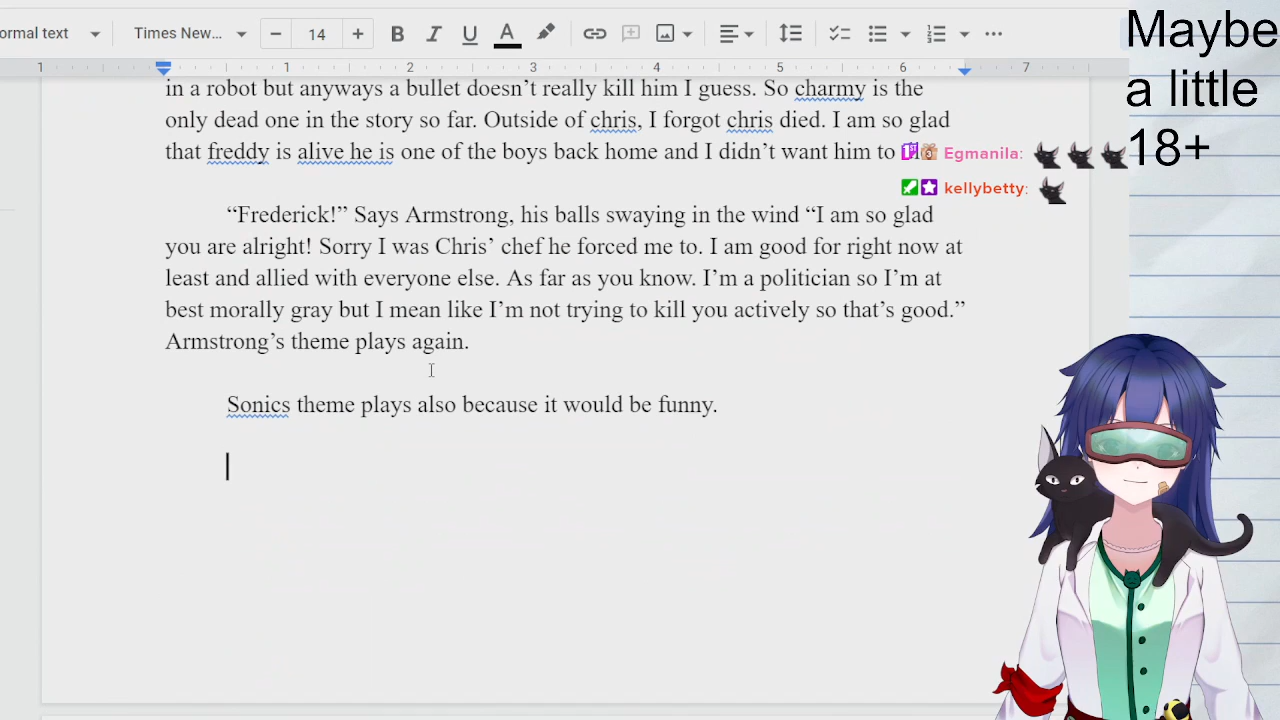 ormal text
Times New...
14
B I U A
1 1 2 3 4 5 6 7
Maybe
a little
18+
in a robot but anyways a bullet doesn’t really kill him I guess. So charmy is the
only dead one in the story so far. Outside of chris, I forgot chris died. I am so glad
that freddy is alive he is one of the boys back home and I didn’t want him to
Egmanila:
kellybetty:
“Frederick!” Says Armstrong, his balls swaying in the wind “I am so glad
you are alright! Sorry I was Chris’ chef he forced me to. I am good for right now at
least and allied with everyone else. As far as you know. I’m a politician so I’m at
best morally gray but I mean like I’m not trying to kill you actively so that’s good.”
Armstrong’s theme plays again.
Sonics theme plays also because it would be funny.